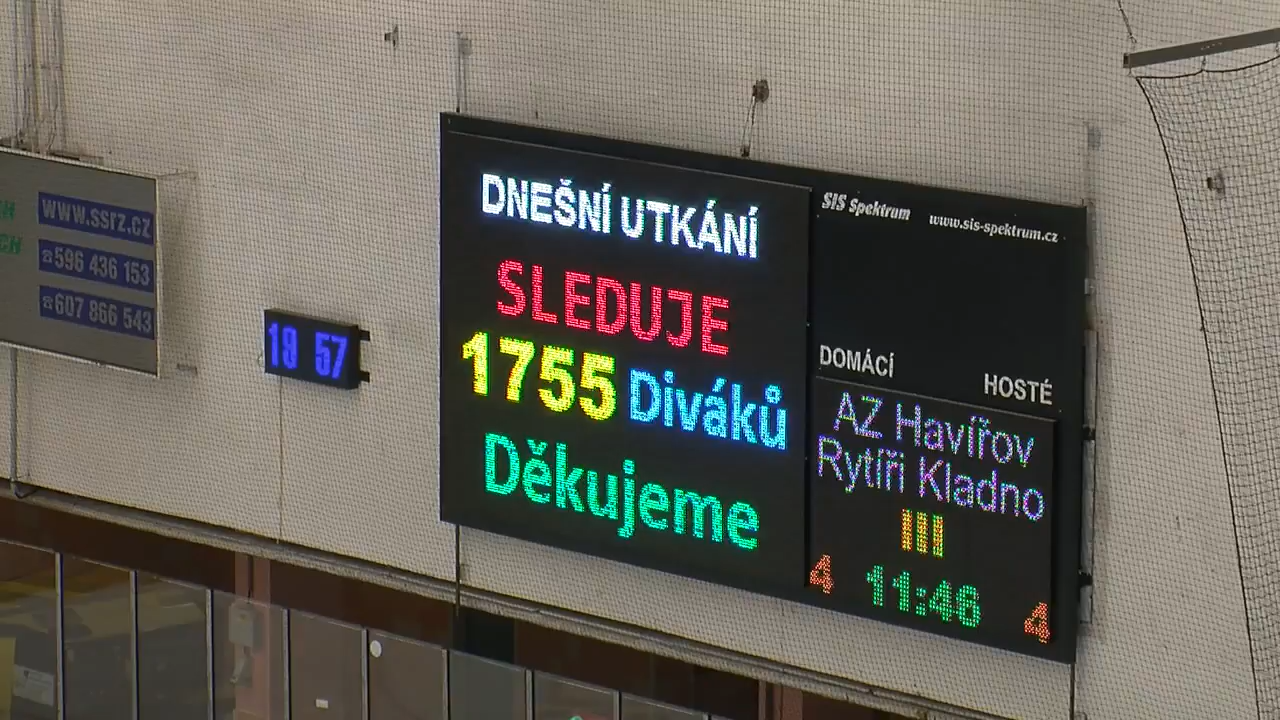 www.ssrz.cz
☎596 436 153
☎607 866 543
19 57
DNEŠNÍ UTKÁNÍ
SLEDUJE
1755 Diváků
Děkujeme
SIS Spektrum www.sis-spektrum.cz
DOMÁCÍ HOSTÉ
AZ Havířov
Rytíři Kladno
III
4 11:46 4